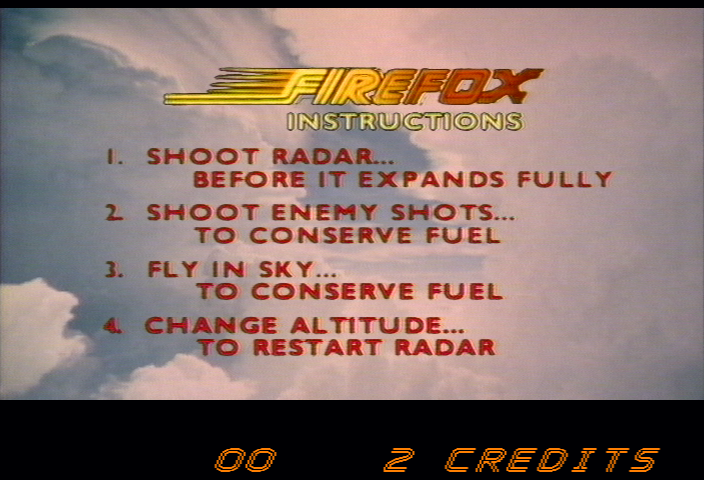 FIREFOX
INSTRUCTIONS
1. SHOOT RADAR...
BEFORE IT EXPANDS FULLY
2. SHOOT ENEMY SHOTS...
TO CONSERVE FUEL
3. FLY IN SKY...
TO CONSERVE FUEL
4. CHANGE ALTITUDE...
TO RESTART RADAR
00 2 CREDITS